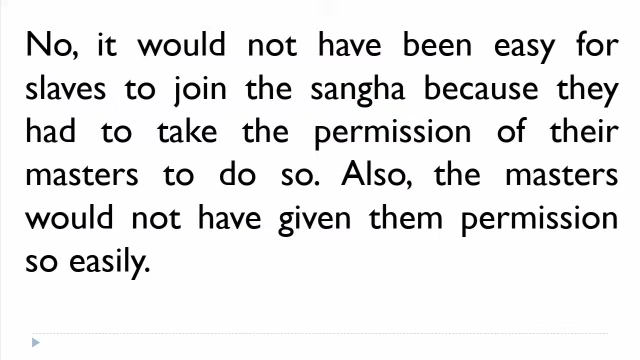 No, it would not have been easy for
slaves to join the sangha because they
had to take the permission of their
masters to do so. Also, the masters
would not have given them permission
so easily.